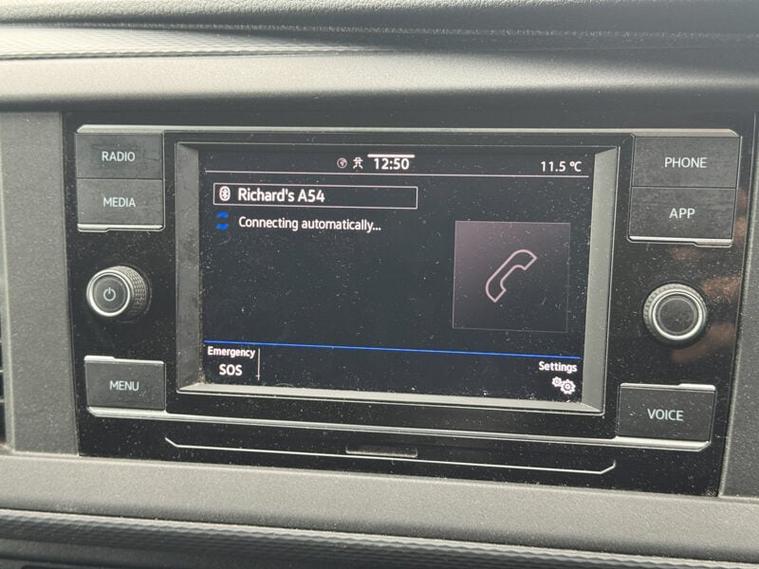 RADIO
12:50
11.5 °C
PHONE
Richard's A54
MEDIA
APP
Connecting automatically...
Emergency
SOS
Settings
MENU
VOICE